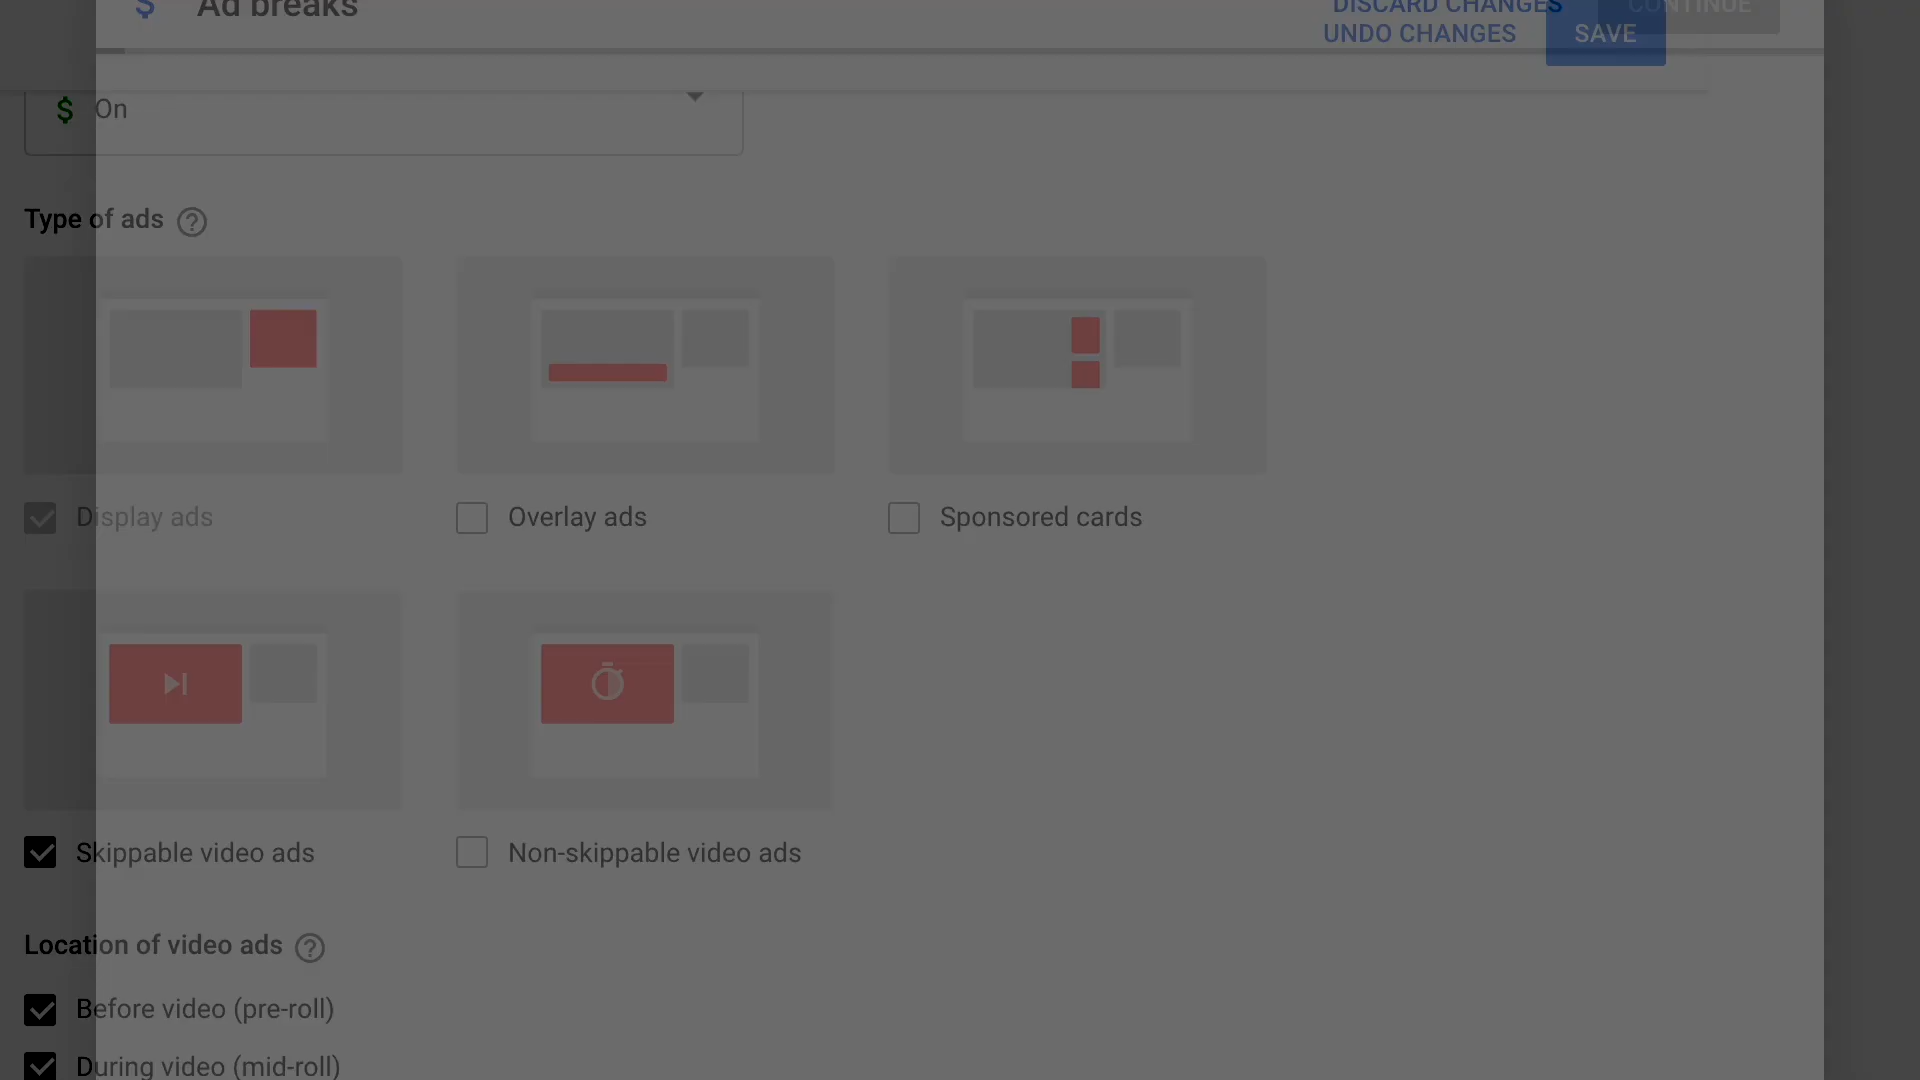 $ Ad breaks
DISCARD CHANGES CONTINUE
UNDO CHANGES SAVE
$ On
Type of ads ?
Display ads
Overlay ads
Sponsored cards
Skippable video ads
Non-skippable video ads
Location of video ads ?
Before video (pre-roll)
During video (mid-roll)